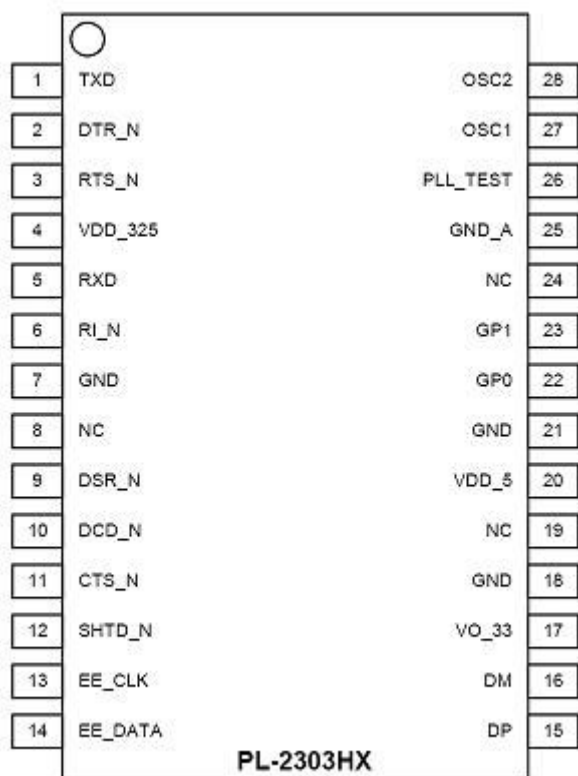 1 TXD OSC2 28
2 DTR_N OSC1 27
3 RTS_N PLL_TEST 26
4 VDD_325 GND_A 25
5 RXD NC 24
6 RI_N GP1 23
7 GND GP0 22
8 NC GND 21
9 DSR_N VDD_5 20
10 DCD_N NC 19
11 CTS_N GND 18
12 SHTD_N VO_33 17
13 EE_CLK DM 16
14 EE_DATA DP 15
PL-2303HX